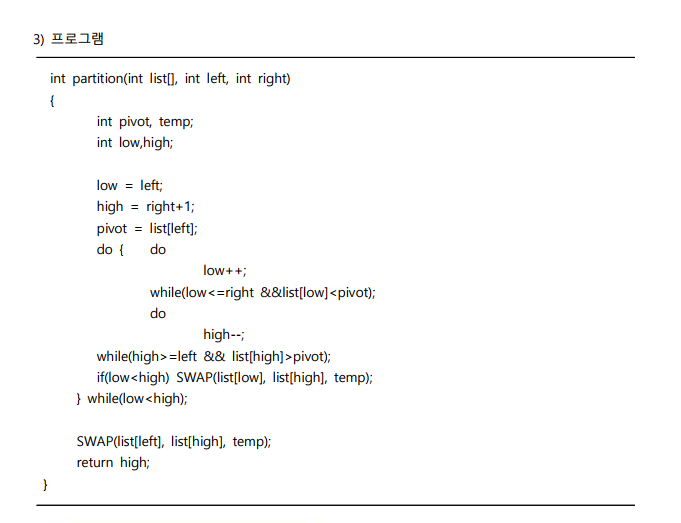 3) 프로그램
int partition(int list[], int left, int right)
{
int pivot, temp;
int low,high;
low = left;
high = right+1;
pivot = list[left];
do { do
low++;
while(low<=right &&list[low]<pivot);
do
high--;
while(high>=left && list[high]>pivot);
if(low<high) SWAP(list[low], list[high], temp);
} while(low<high);
SWAP(list[left], list[high], temp);
return high;
}